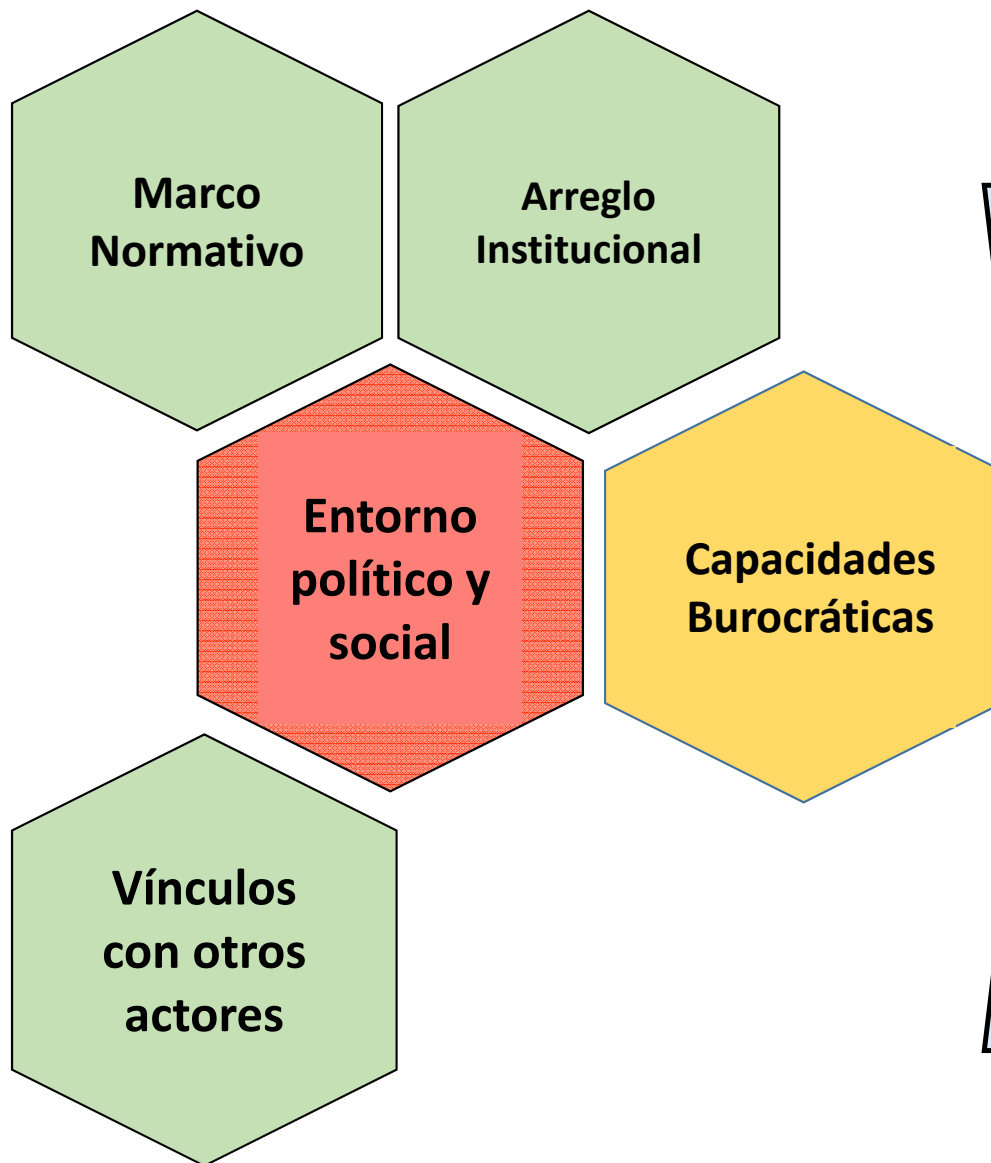 Marco
Normativo
Arreglo
Institucional
Entorno
político y
social
Capacidades
Burocráticas
Vínculos
con otros
actores